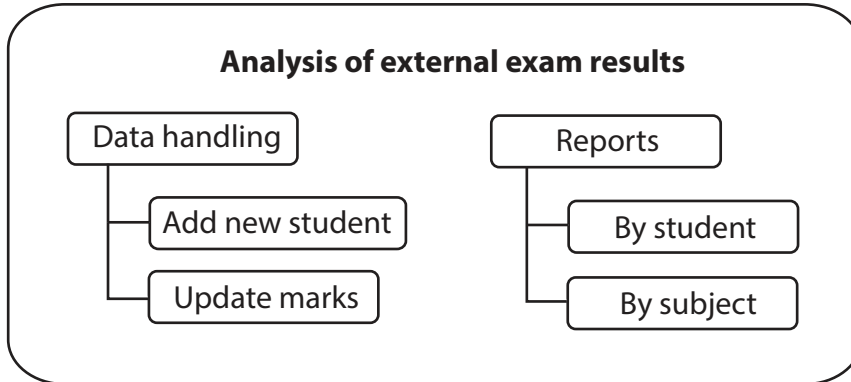 Analysis of external exam results
Data handling
Add new student
Update marks
Reports
By student
By subject